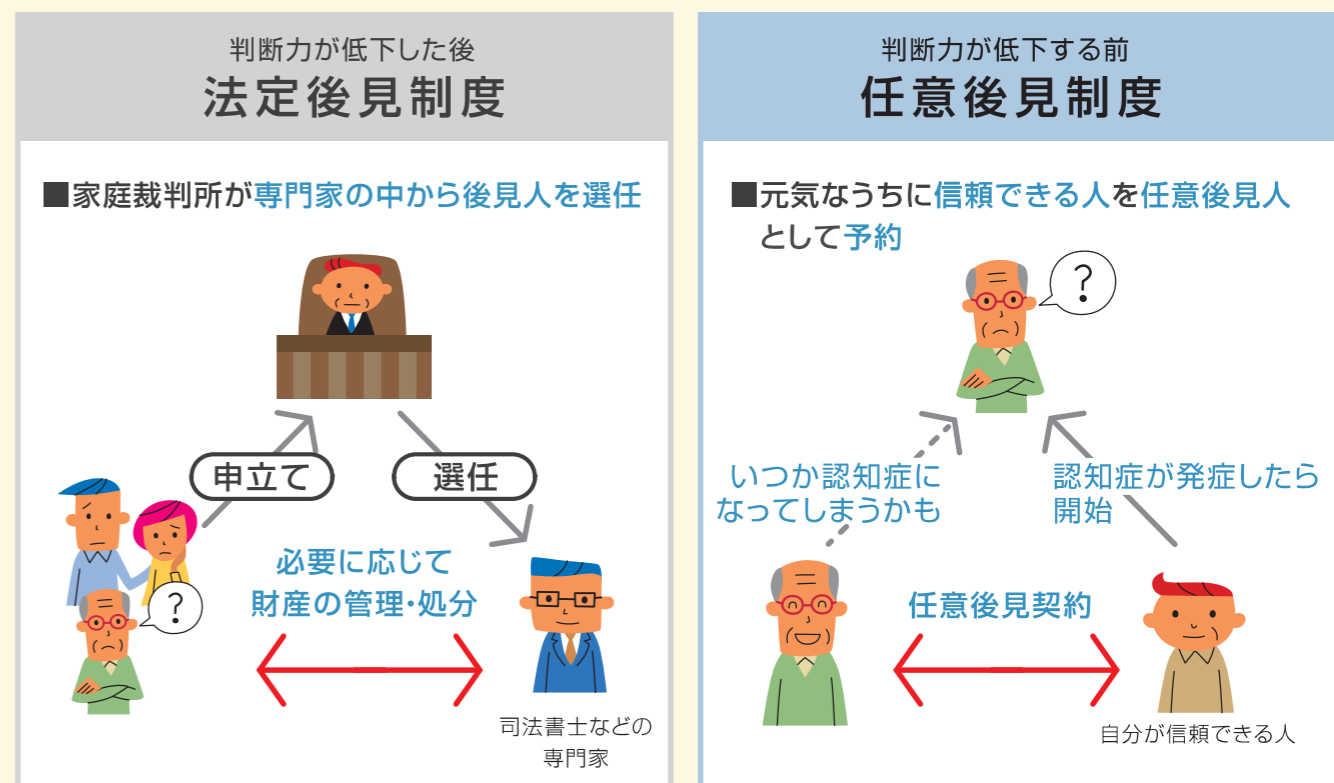 判断力が低下した後
法定後見制度
■家庭裁判所が専門家の中から後見人を選任
申立て
選任
必要に応じて
財産の管理・処分
?
司法書士などの
専門家
判断力が低下する前
任意後見制度
■元気なうちに信頼できる人を任意後見人
として予約
?
いつか認知症に
なってしまうかも
認知症が発症したら
開始
任意後見契約
自分が信頼できる人